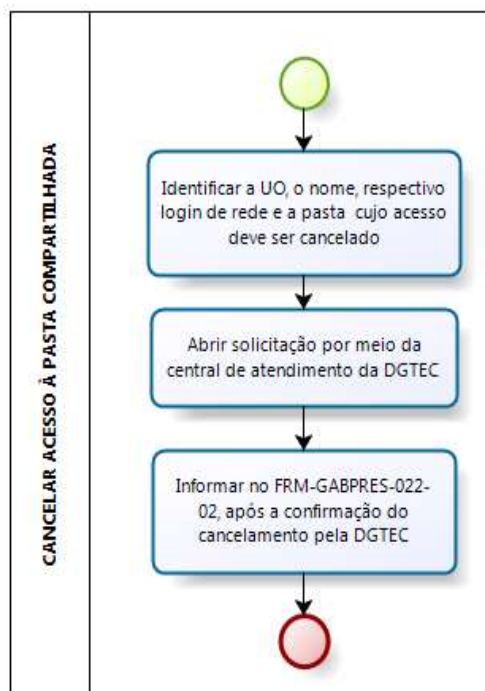 CANCELAR ACESSO À PASTA COMPARTILHADA
Identificar a UO, o nome, respectivo
login de rede e a pasta cujo acesso
deve ser cancelado
Abrir solicitação por meio da
central de atendimento da DGTEC
Informar no FRM-GABPRES-022-
02, após a confirmação do
cancelamento pela DGTEC